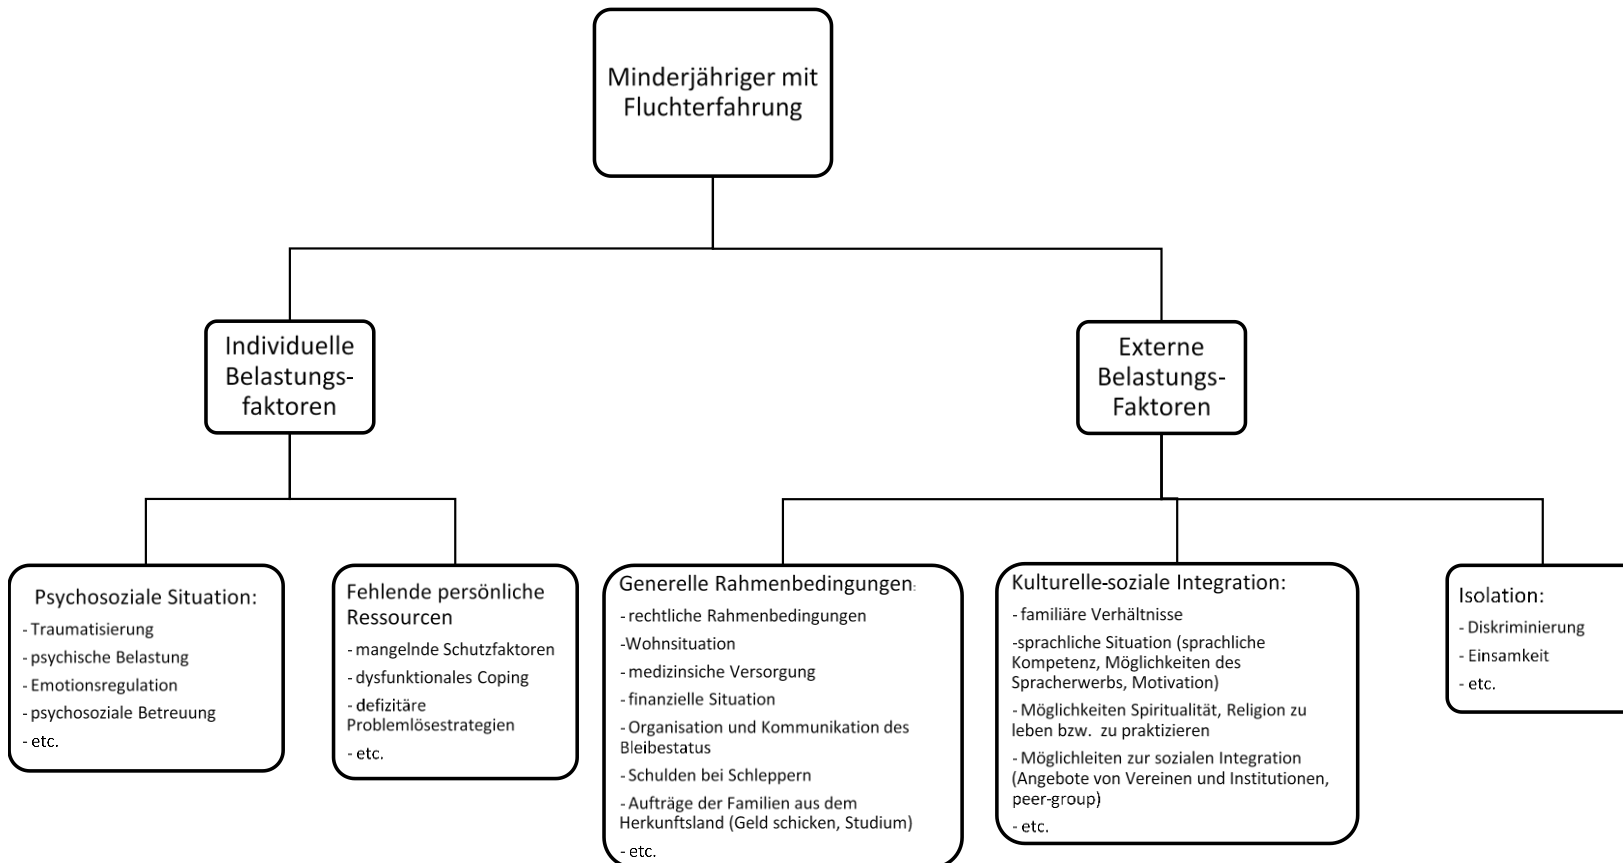 Minderjähriger mit
Fluchterfahrung
Individuelle
Belastungs-
faktoren
Externe
Belastungs-
Faktoren
Psychosoziale Situation:
- Traumatisierung
- psychische Belastung
- Emotionsregulation
- psychosoziale Betreuung
- etc.
Fehlende persönliche
Ressourcen
- mangelnde Schutzfaktoren
- dysfunktionales Coping
- defizitäre
Problemlösestrategien
- etc.
Generelle Rahmenbedingungen:
- rechtliche Rahmenbedingungen
-Wohnsituation
- medizinsiche Versorgung
- finanzielle Situation
- Organisation und Kommunikation des
Bleibestatus
- Schulden bei Schleppern
- Aufträge der Familien aus dem
Herkunftsland (Geld schicken, Studium)
- etc.
Kulturelle-soziale Integration:
- familiäre Verhältnisse
-sprachliche Situation (sprachliche
Kompetenz, Möglichkeiten des
Spracherwerbs, Motivation)
- Möglichkeiten Spiritualität, Religion zu
leben bzw. zu praktizieren
- Möglichleiten zur sozialen Integration
(Angebote von Vereinen und Institutionen,
peer-group)
- etc.
Isolation:
- Diskriminierung
- Einsamkeit
- etc.